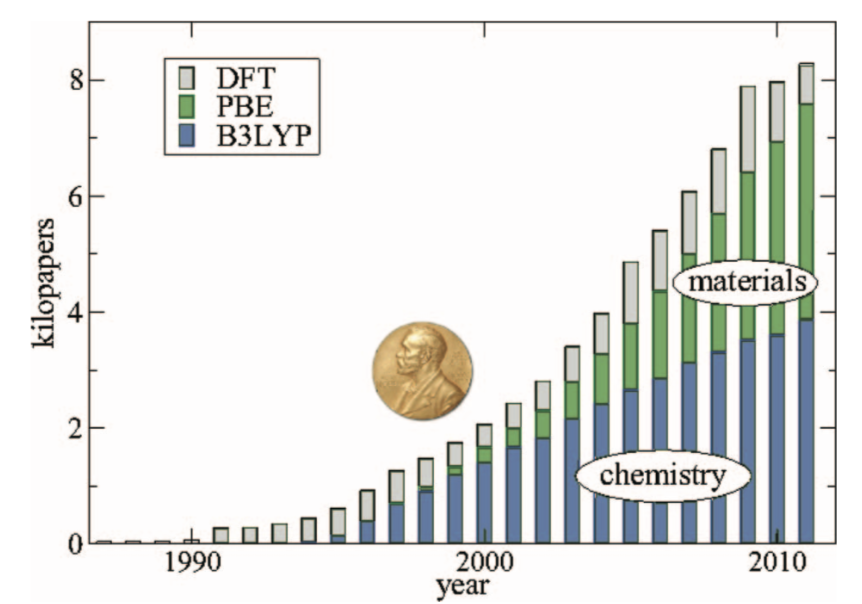 8
DFT
PBE
B3LYP
6
kilopapers
materials
4
2
chemistry
0
1990
2000
2010
year